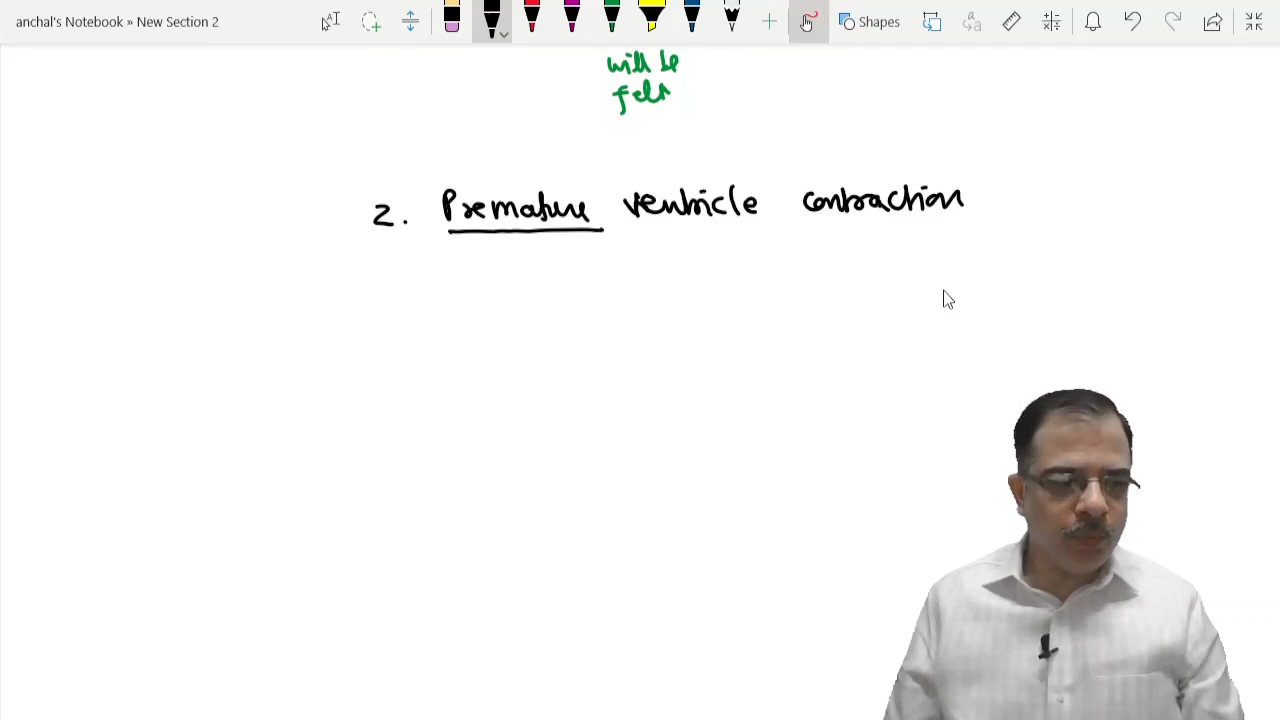 anchal's Notebook » New Section 2
Shapes
will be
felt
2. Premature ventricle contraction